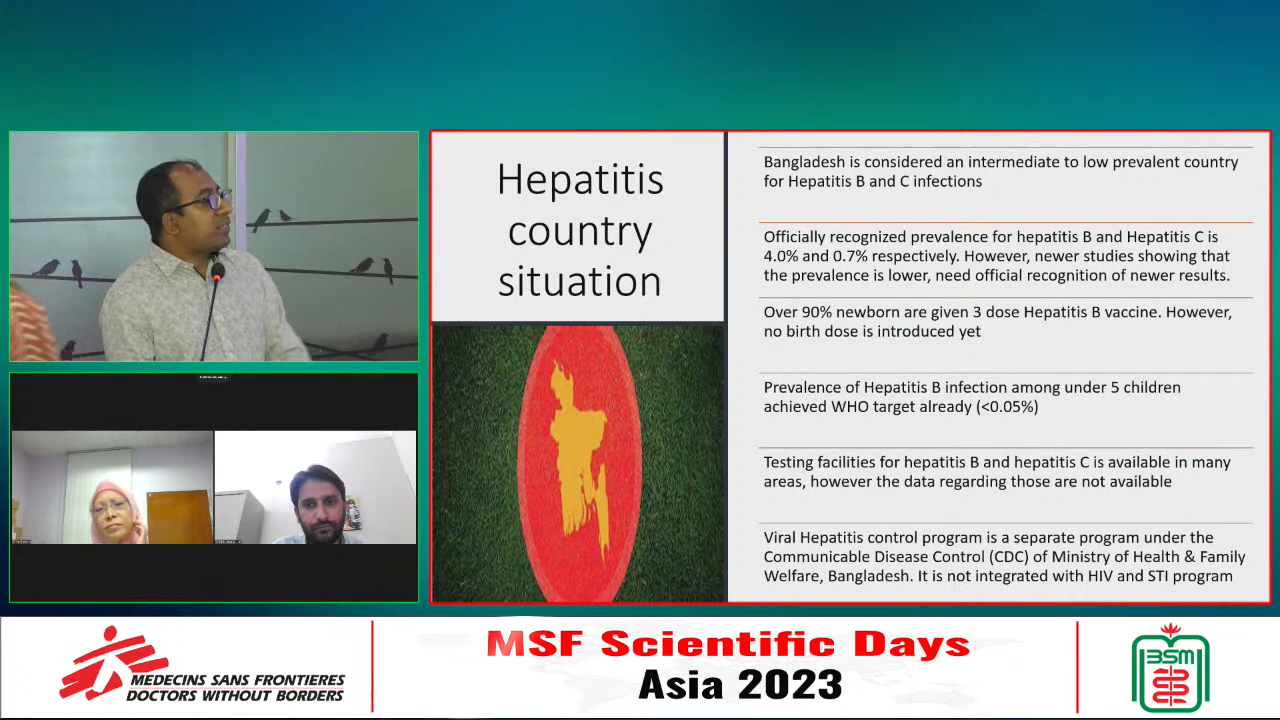 Hepatitis
country
situation
Bangladesh is considered an intermediate to low prevalent country
for Hepatitis B and C infections
Officially recognized prevalence for hepatitis B and Hepatitis C is
4.0% and 0.7% respectively. However, newer studies showing that
the prevalence is lower, need official recognition of newer results.
Over 90% newborn are given 3 dose Hepatitis B vaccine. However,
no birth dose is introduced yet
Prevalence of Hepatitis B infection among under 5 children
achieved WHO target already (<0.05%)
Testing facilities for hepatitis B and hepatitis C is available in many
areas, however the data regarding those are not available
Viral Hepatitis control program is a separate program under the
Communicable Disease Control (CDC) of Ministry of Health & Family
Welfare, Bangladesh. It is not integrated with HIV and STI program
MEDECINS SANS FRONTIERES
DOCTORS WITHOUT BORDERS
MSF Scientific Days
Asia 2023
BSM